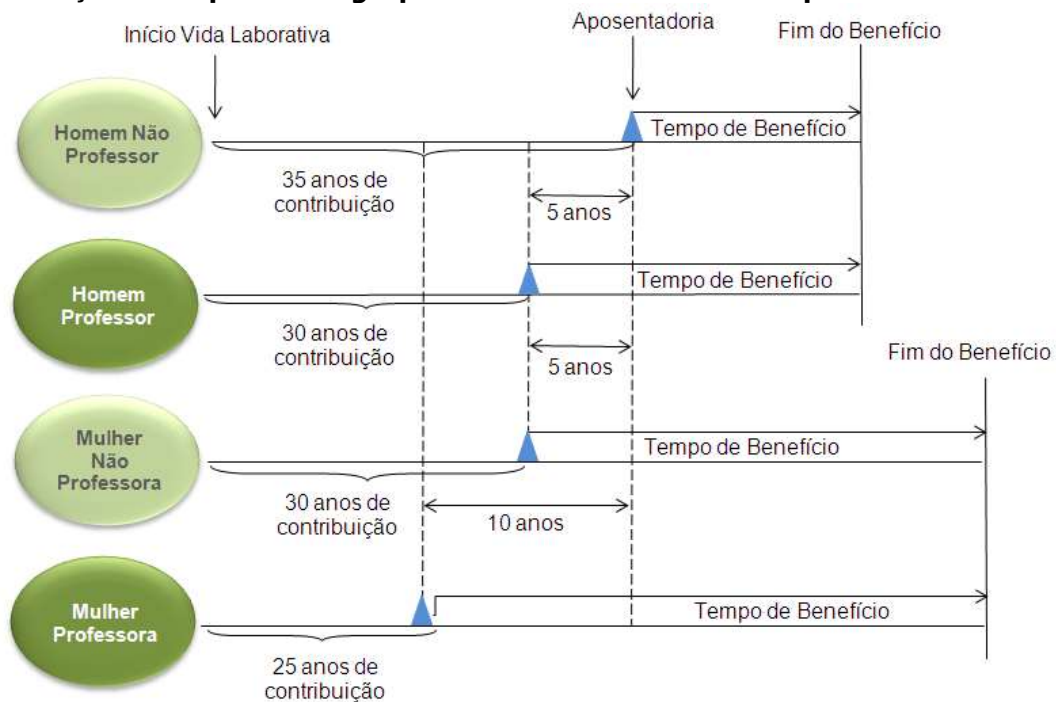 Início Vida Laborativa
Aposentadoria
Fim do Benefício
Homem Não
Professor
Tempo de Benefício
35 anos de
contribuição
5 anos
Homem
Professor
Tempo de Benefício
30 anos de
contribuição
5 anos
Fim do Benefício
Mulher
Não
Professora
Tempo de Benefício
30 anos de
contribuição
10 anos
Mulher
Professora
Tempo de Benefício
25 anos de
contribuição